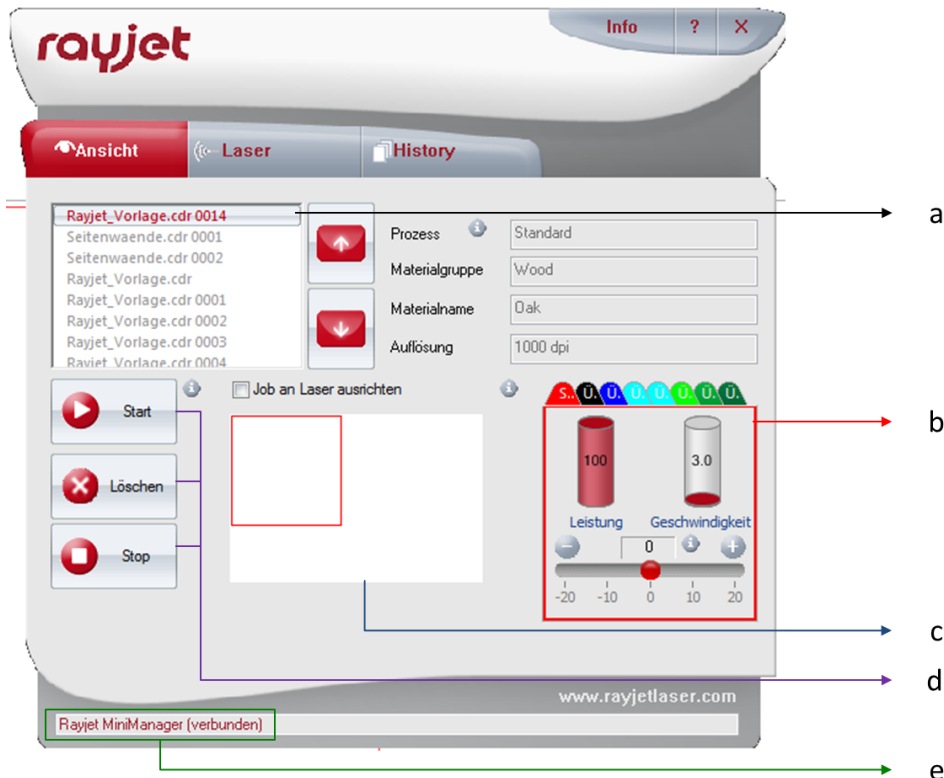 rayjet
Info ? X
Ansicht Laser History
Rayjet_Vorlage.cdr 0014
Seitenwaende.cdr 0001
Seitenwaende.cdr 0002
Rayjet_Vorlage.cdr
Rayjet_Vorlage.cdr 0001
Rayjet_Vorlage.cdr 0002
Rayjet_Vorlage.cdr 0003
Rayjet_Vorlage.cdr 0004
Prozess Standard
Materialgruppe Wood
Materialname Oak
Auflösung 1000 dpi
a
Start
Löschen
Stop
Job an Laser ausrichten
S.. Ü. Ü. Ü. Ü. Ü. Ü. Ü.
100 3.0
Leistung Geschwindigkeit
0
-20 -10 0 10 20
b
c
d
www.rayjetlaser.com
Rayjet MiniManager (verbunden)
e